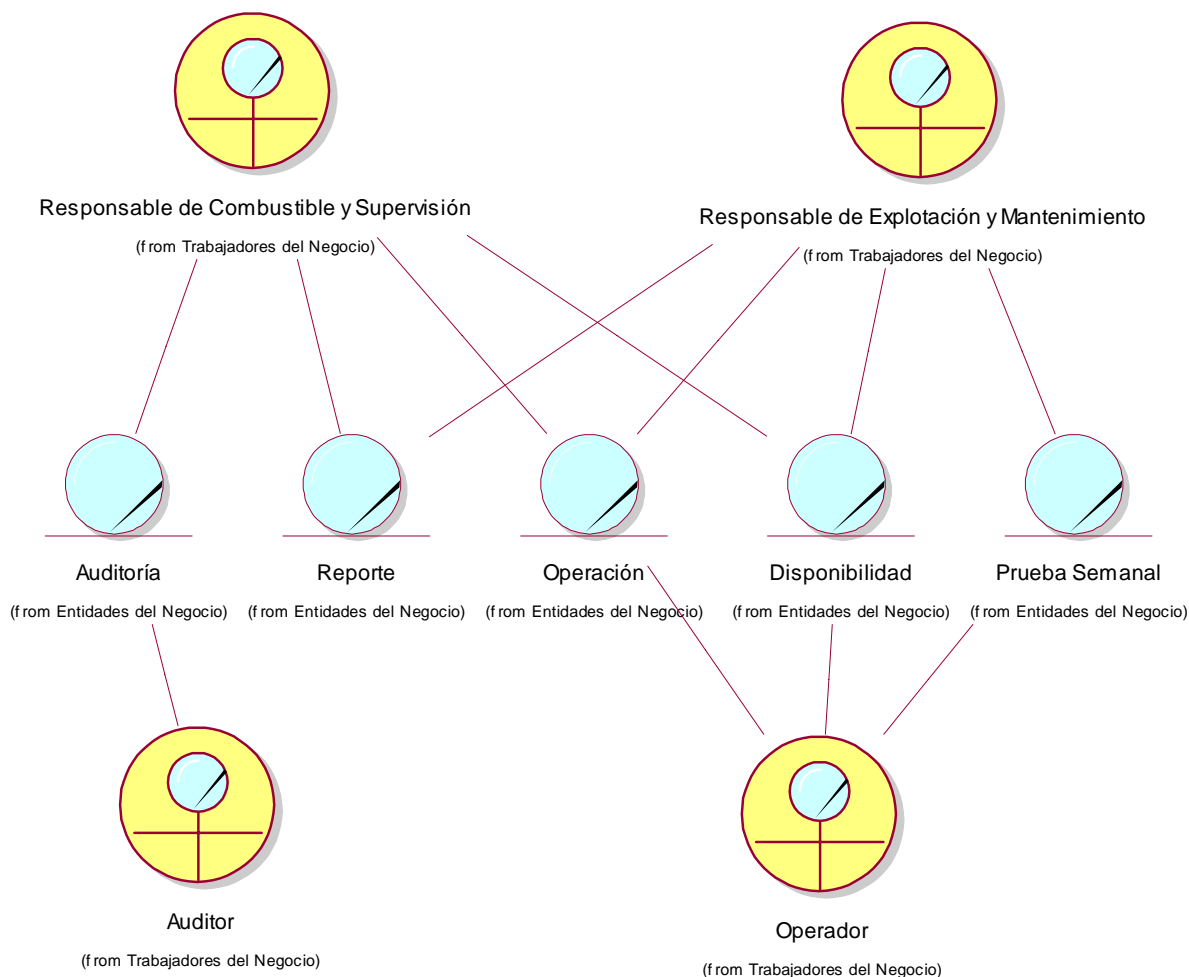 Responsable de Combustible y Supervisión
(from Trabajadores del Negocio)
Responsable de Explotación y Mantenimiento
(from Trabajadores del Negocio)
Auditoría
(from Entidades del Negocio)
Reporte
(from Entidades del Negocio)
Operación
(from Entidades del Negocio)
Disponibilidad
(from Entidades del Negocio)
Prueba Semanal
(from Entidades del Negocio)
Auditor
(from Trabajadores del Negocio)
Operador
(from Trabajadores del Negocio)